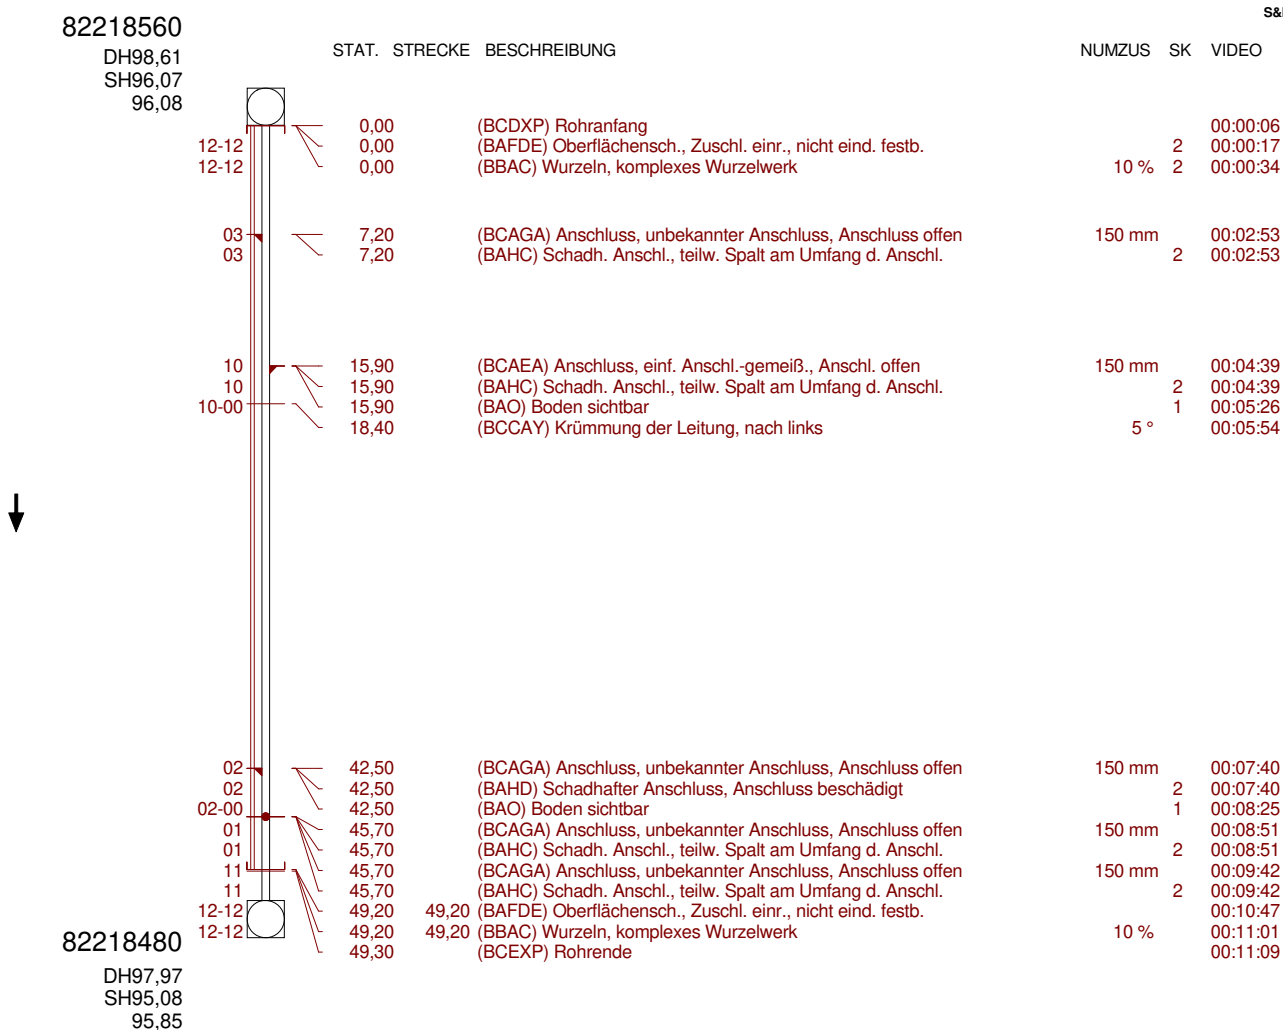 S&
82218560
DH98,61
SH96,07
96,08
STAT. STRECKE BESCHREIBUNG NUMZUS SK VIDEO
0,00 (BCDXP) Rohranfang 00:00:06
12-12 0,00 (BAFDE) Oberflächensch., Zuschl. einr., nicht eind. festb. 2 00:00:17
12-12 0,00 (BBAC) Wurzeln, komplexes Wurzelwerk 10 % 2 00:00:34
03 7,20 (BCAGA) Anschluss, unbekannter Anschluss, Anschluss offen 150 mm 00:02:53
03 7,20 (BAHC) Schadh. Anschl., teilw. Spalt am Umfang d. Anschl. 2 00:02:53
10 15,90 (BCAEA) Anschluss, einf. Anschl.-gemeiß., Anschl. offen 150 mm 00:04:39
10 15,90 (BAHC) Schadh. Anschl., teilw. Spalt am Umfang d. Anschl. 2 00:04:39
10-00 15,90 (BAO) Boden sichtbar 1 00:05:26
18,40 (BCCAY) Krümmung der Leitung, nach links 5 ° 00:05:54
02 42,50 (BCAGA) Anschluss, unbekannter Anschluss, Anschluss offen 150 mm 00:07:40
02 42,50 (BAHD) Schadhafter Anschluss, Anschluss beschädigt 2 00:07:40
02-00 42,50 (BAO) Boden sichtbar 1 00:08:25
01 45,70 (BCAGA) Anschluss, unbekannter Anschluss, Anschluss offen 150 mm 00:08:51
01 45,70 (BAHC) Schadh. Anschl., teilw. Spalt am Umfang d. Anschl. 2 00:08:51
11 45,70 (BCAGA) Anschluss, unbekannter Anschluss, Anschluss offen 150 mm 00:09:42
11 45,70 (BAHC) Schadh. Anschl., teilw. Spalt am Umfang d. Anschl. 2 00:09:42
12-12 49,20 49,20 (BAFDE) Oberflächensch., Zuschl. einr., nicht eind. festb. 00:10:47
12-12 49,20 49,20 (BBAC) Wurzeln, komplexes Wurzelwerk 10 % 00:11:01
49,30 (BCEXP) Rohrende 00:11:09
82218480
DH97,97
SH95,08
95,85